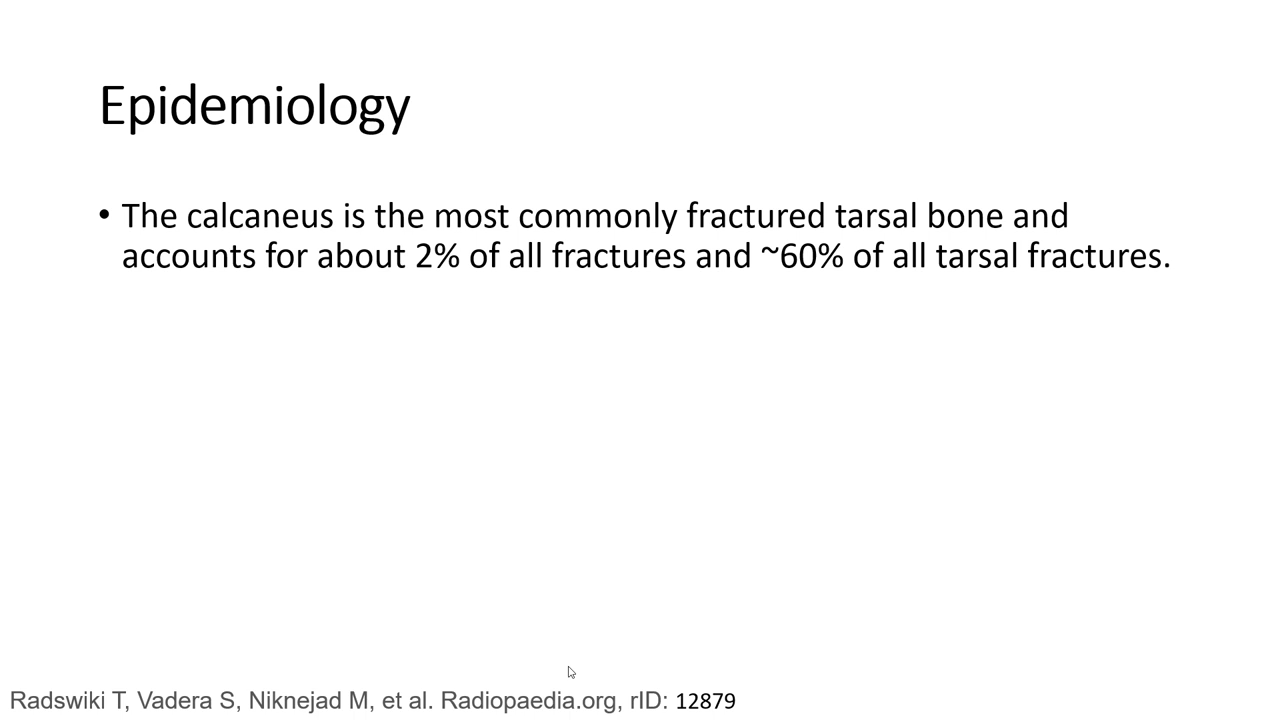 Epidemiology
• The calcaneus is the most commonly fractured tarsal bone and
accounts for about 2% of all fractures and ~60% of all tarsal fractures.
Radswiki T, Vadera S, Niknejad M, et al. Radiopaedia.org, rID: 12879